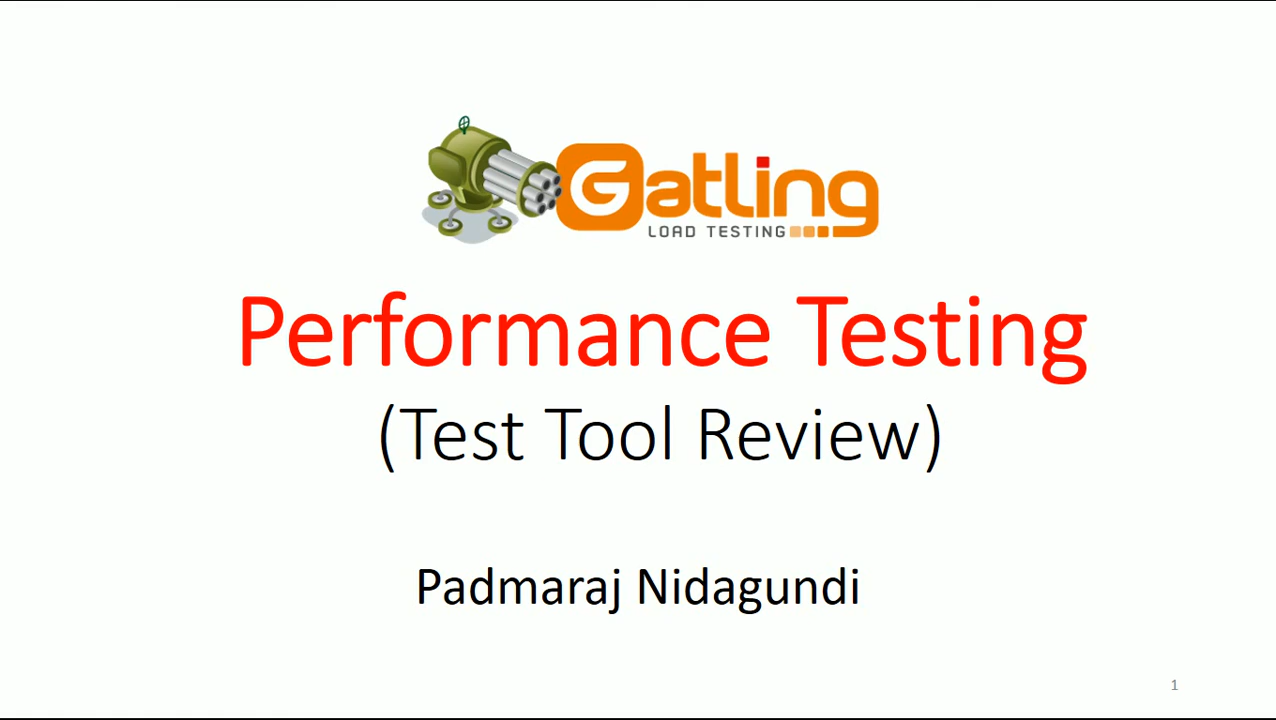 Gatling
LOAD TESTING
Performance Testing
(Test Tool Review)
Padmaraj Nidagundi
1